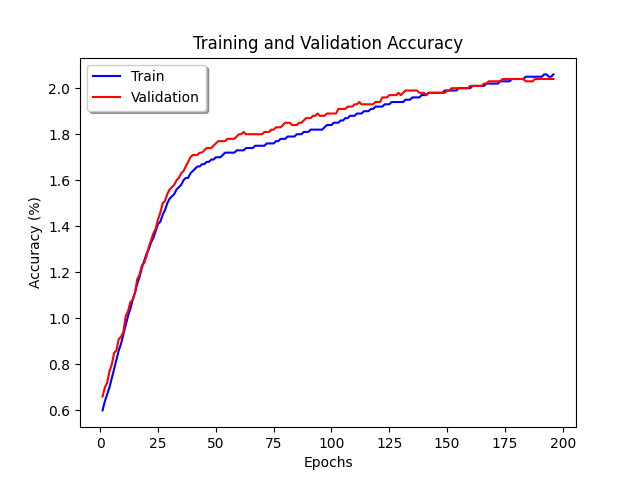 Training and Validation Accuracy
Train
Validation
Accuracy (%)
2.0
1.8
1.6
1.4
1.2
1.0
0.8
0.6
0 25 50 75 100 125 150 175 200
Epochs